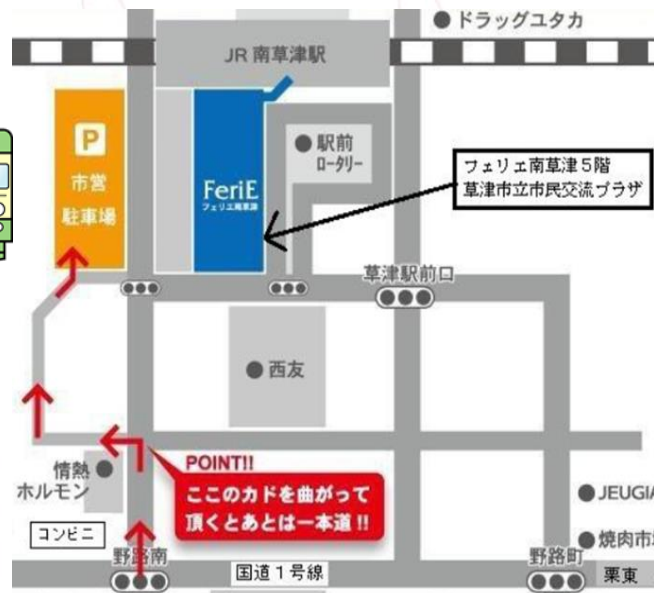 ドラッグユタカ
JR 南草津駅
P
市営
駐車場
FeriE
フェリエ南草津
駅前
ロータリー
フェリエ南草津5階
草津市立市民交流プラザ
草津駅前口
西友
POINT!!
ここのカドを曲がって
頂くとあとは一本道!!
情熱
ホルモン
コンビニ
野路南
国道1号線
JEUGIA
焼肉市場
野路町
栗東